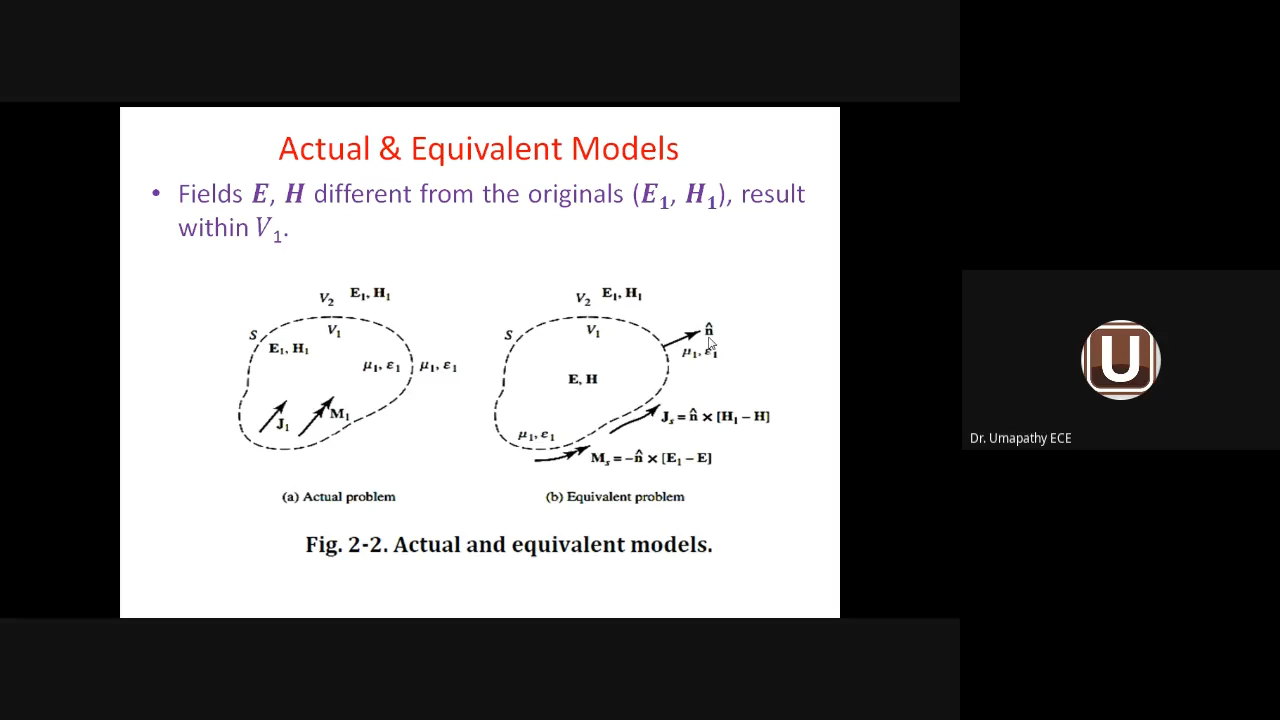 Actual & Equivalent Models
• Fields E, H different from the originals (E₁, H₁), result
within V₁.
V₂ E₁, H₁
S
V₁
E₁, H₁
μ₁, ε₁ μ₁, ε₁
J₁
M₁
(a) Actual problem
V₂ E₁, H₁
S
V₁
n̂
μ₁, ε₁
E, H
Jₛ = n̂ × [H₁ − H]
μ₁, ε₁
Mₛ = −n̂ × [E₁ − E]
(b) Equivalent problem
Fig. 2-2. Actual and equivalent models.
U
Dr. Umapathy ECE